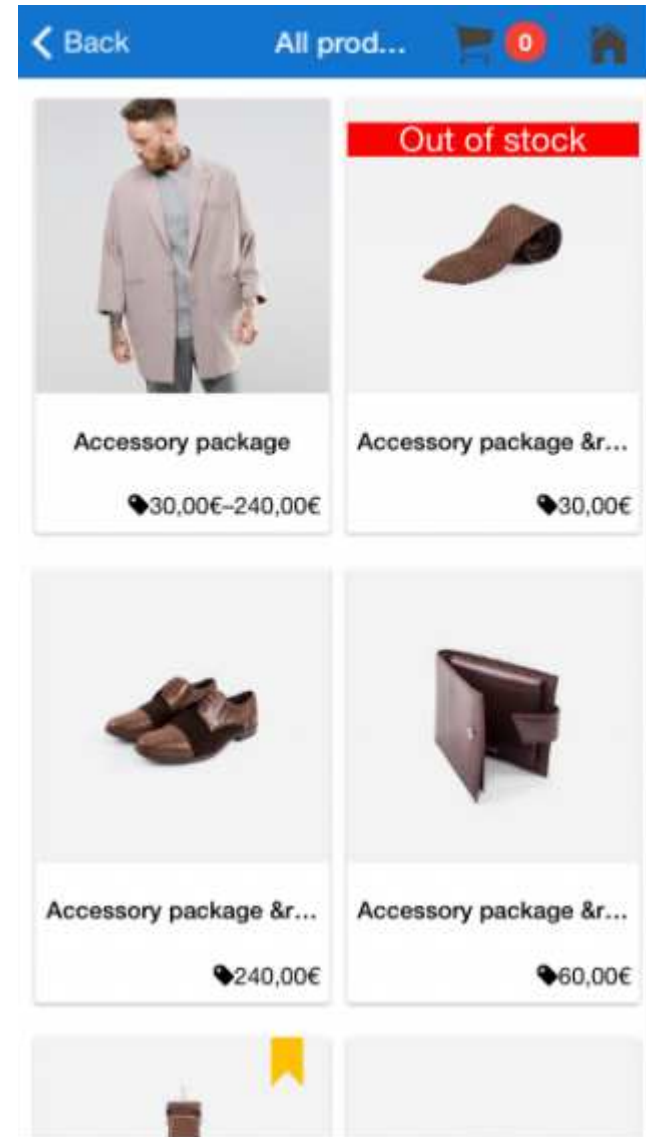 Back All prod... 0
Out of stock
Accessory package
Accessory package &r...
30,00€–240,00€
30,00€
Accessory package &r...
Accessory package &r...
240,00€
60,00€